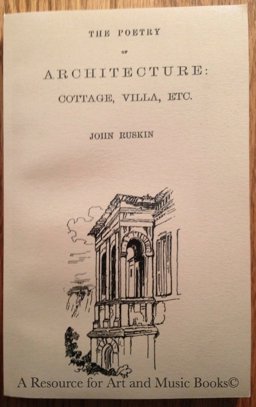 THE POETRY
OF
ARCHITECTURE:
COTTAGE, VILLA, ETC.
JOHN RUSKIN
A Resource for Art and Music Books©